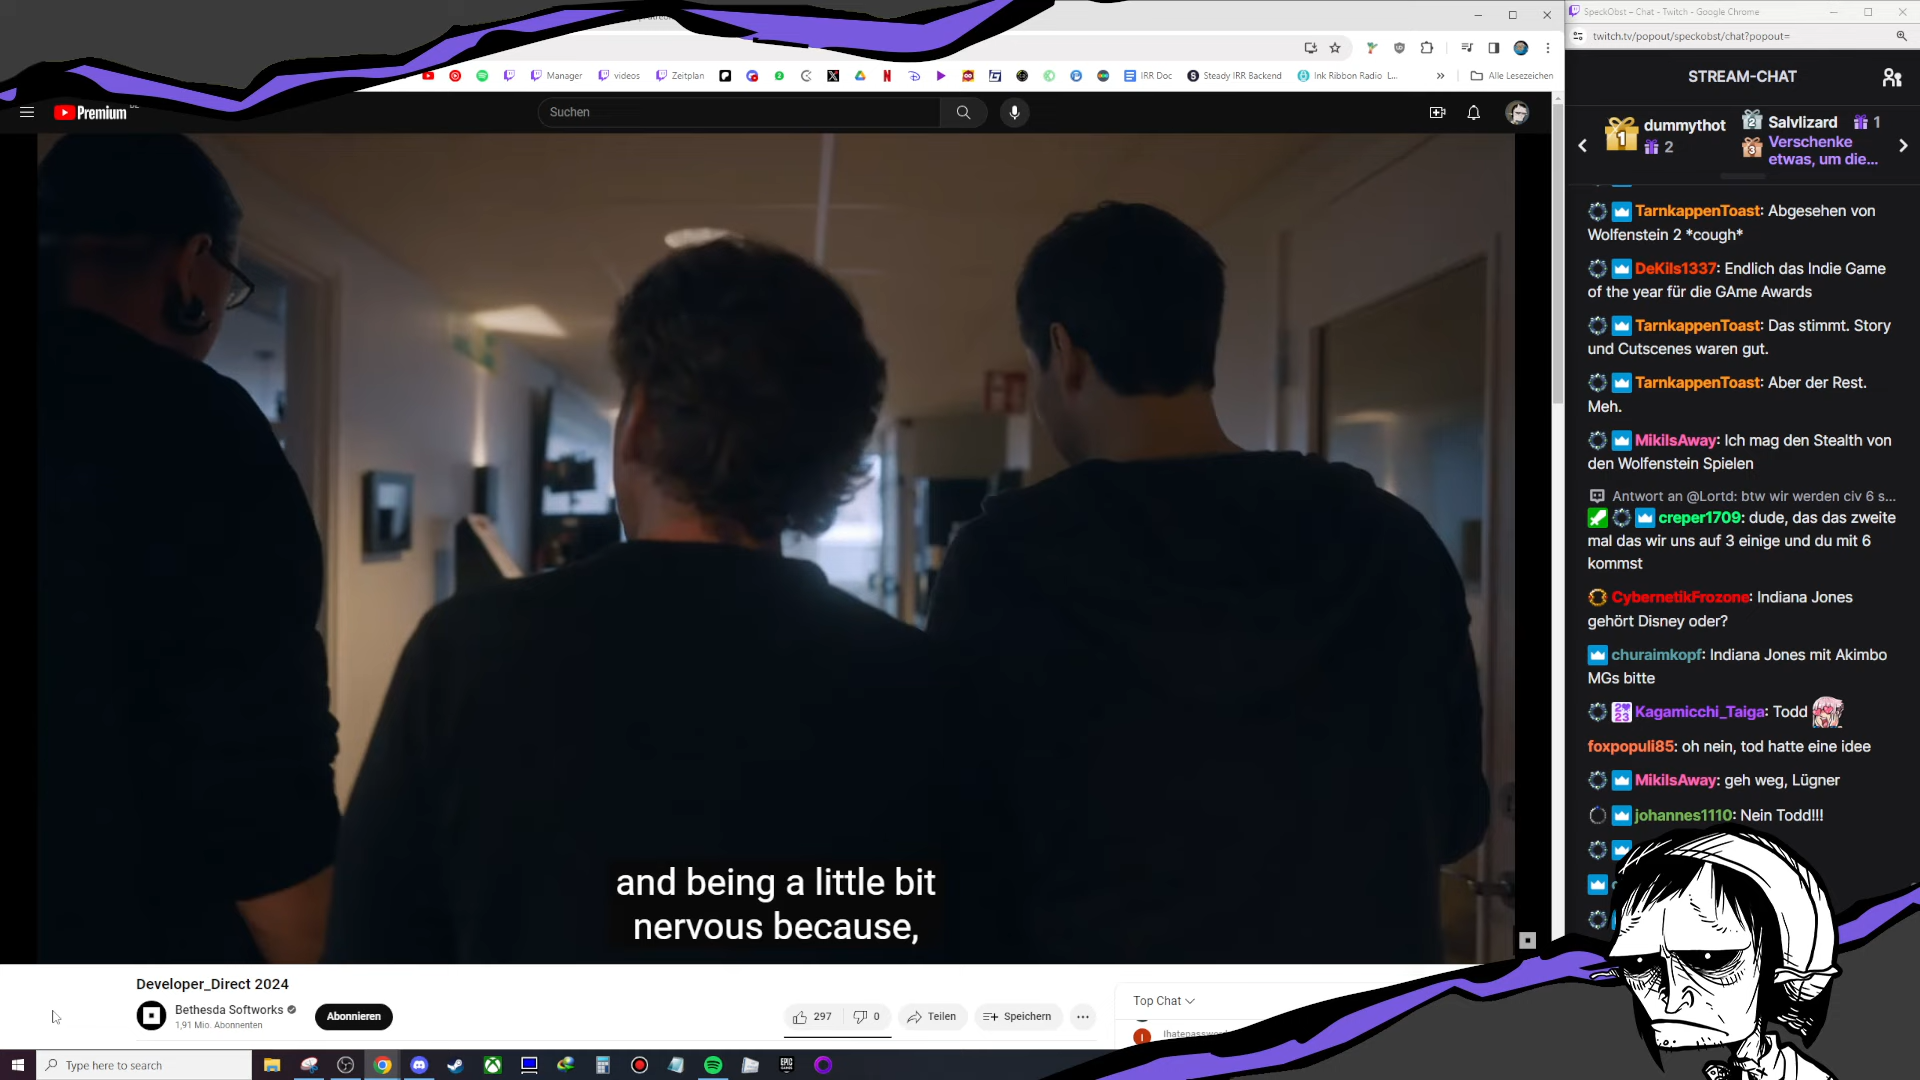 SpeckObst – Chat - Twitch - Google Chrome
twitch.tv/popout/speckobst/chat?popout=
Manager
videos
Zeitplan
IRR Doc
Steady IRR Backend
Ink Ribbon Radio L...
»
Alle Lesezeichen
Premium
Suchen
STREAM-CHAT
1
dummythot
2
2
Salvlizard
1
3
Verschenke
etwas, um die...
TarnkappenToast: Abgesehen von
Wolfenstein 2 *cough*
DeKils1337: Endlich das Indie Game
of the year für die GAme Awards
TarnkappenToast: Das stimmt. Story
und Cutscenes waren gut.
TarnkappenToast: Aber der Rest.
Meh.
MikilsAway: Ich mag den Stealth von
den Wolfenstein Spielen
Antwort an @Lortd: btw wir werden civ 6 s...
creper1709: dude, das das zweite
mal das wir uns auf 3 einige und du mit 6
kommst
CybernetikFrozone: Indiana Jones
gehört Disney oder?
churaimkopf: Indiana Jones mit Akimbo
MGs bitte
Kagamicchi_Taiga: Todd
foxpopuli85: oh nein, tod hatte eine idee
MikilsAway: geh weg, Lügner
johannes1110: Nein Todd!!!
and being a little bit
nervous because,
Developer_Direct 2024
Bethesda Softworks
1,91 Mio. Abonnenten
Abonnieren
297
0
Teilen
Speichern
Top Chat
Type here to search